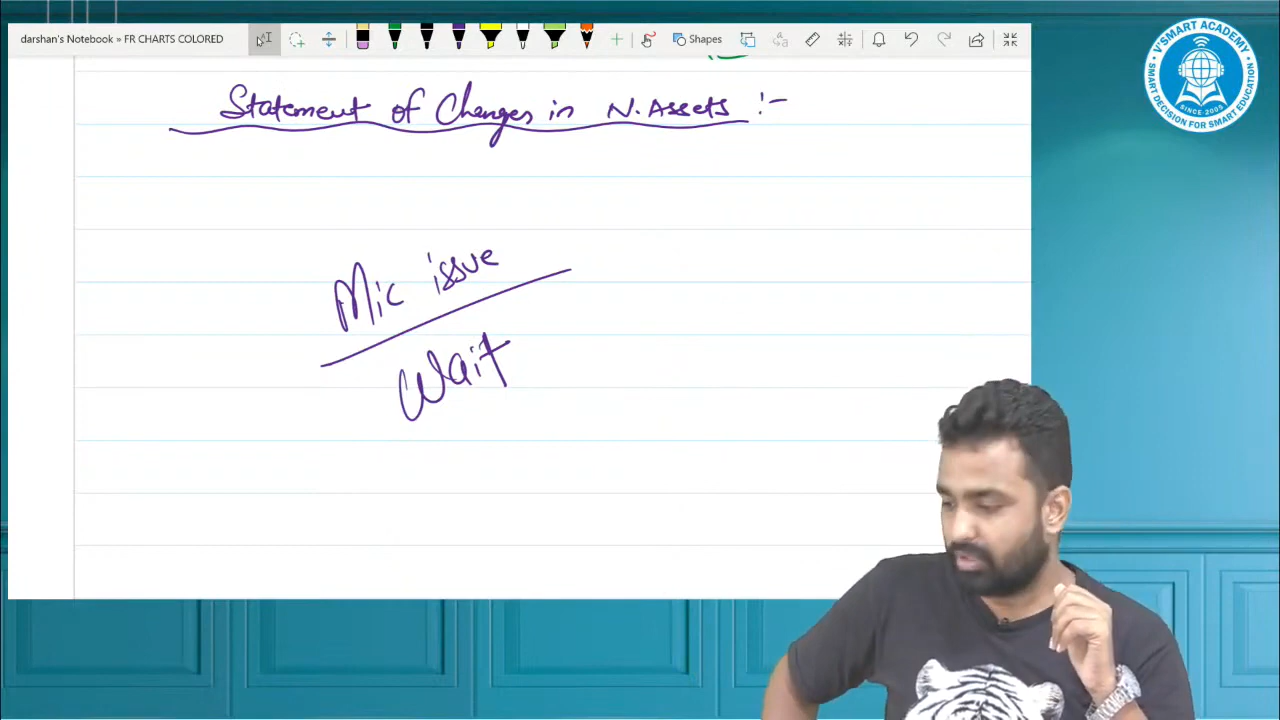 darshan's Notebook » FR CHARTS COLORED
Shapes
Statement of Changes in N. Assets :-
Mic issue
Wait
V'SMART ACADEMY
SINCE-2005
SMART DECISION FOR SMART EDUCATION